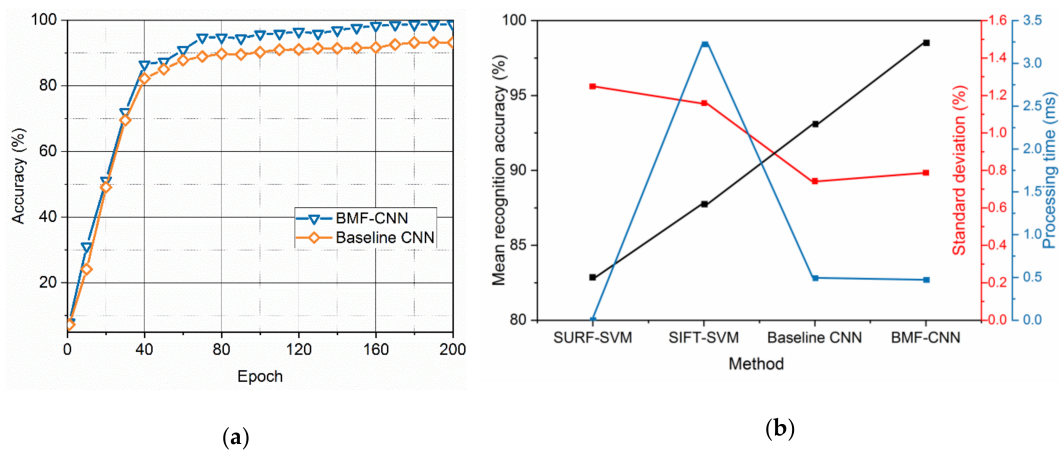 100
80
60
40
20
Accuracy (%)
BMF-CNN
Baseline CNN
0
40
80
120
160
200
Epoch
(a)
100
95
90
85
80
Mean recognition accuracy (%)
1.6
1.4
1.2
1.0
0.8
0.6
0.4
0.2
0.0
Standard deviation (%)
3.5
3.0
2.5
2.0
1.5
1.0
0.5
0.0
Processing time (ms)
SURF-SVM
SIFT-SVM
Baseline CNN
BMF-CNN
Method
(b)